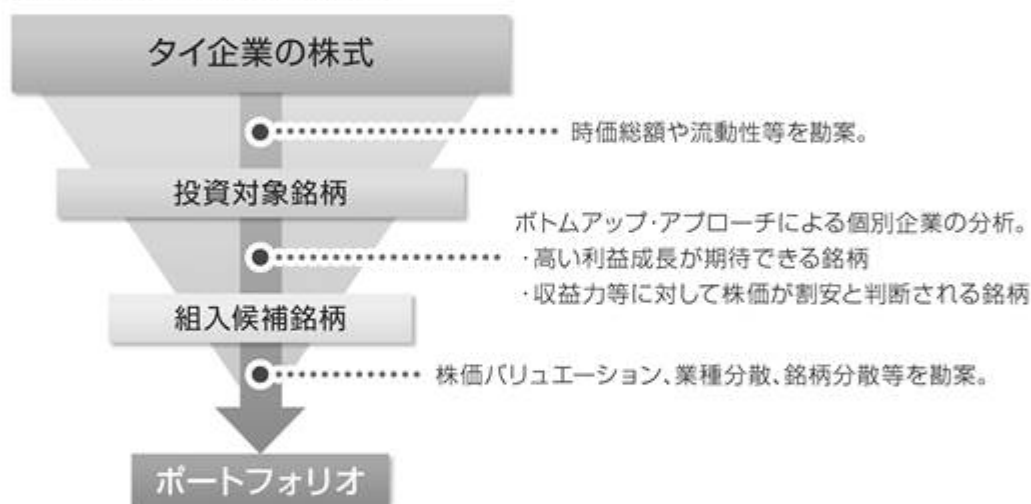 タイ企業の株式
時価総額や流動性等を勘案。
投資対象銘柄
ボトムアップ・アプローチによる個別企業の分析。
・高い利益成長が期待できる銘柄
・収益力等に対して株価が割安と判断される銘柄
組入候補銘柄
株価バリュエーション、業種分散、銘柄分散等を勘案。
ポートフォリオ